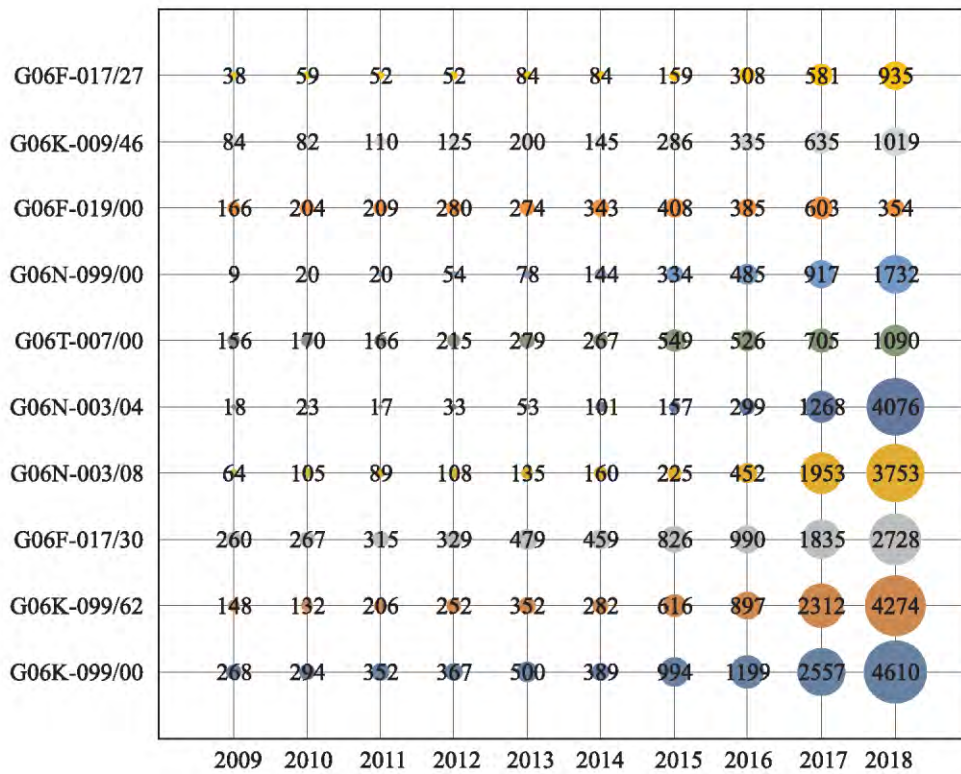 G06F-017/27 38 59 52 52 84 84 159 308 581 935
G06K-009/46 84 82 110 125 200 145 286 335 635 1019
G06F-019/00 166 204 209 280 274 343 408 385 603 354
G06N-099/00 9 20 20 54 78 144 334 485 917 1732
G06T-007/00 156 170 166 215 279 267 549 526 705 1090
G06N-003/04 18 23 17 33 53 101 157 299 1268 4076
G06N-003/08 64 105 89 108 135 160 225 452 1953 3753
G06F-017/30 260 267 315 329 479 459 826 990 1835 2728
G06K-099/62 148 132 206 252 352 282 616 897 2312 4274
G06K-099/00 268 294 352 367 500 389 994 1199 2557 4610
2009 2010 2011 2012 2013 2014 2015 2016 2017 2018